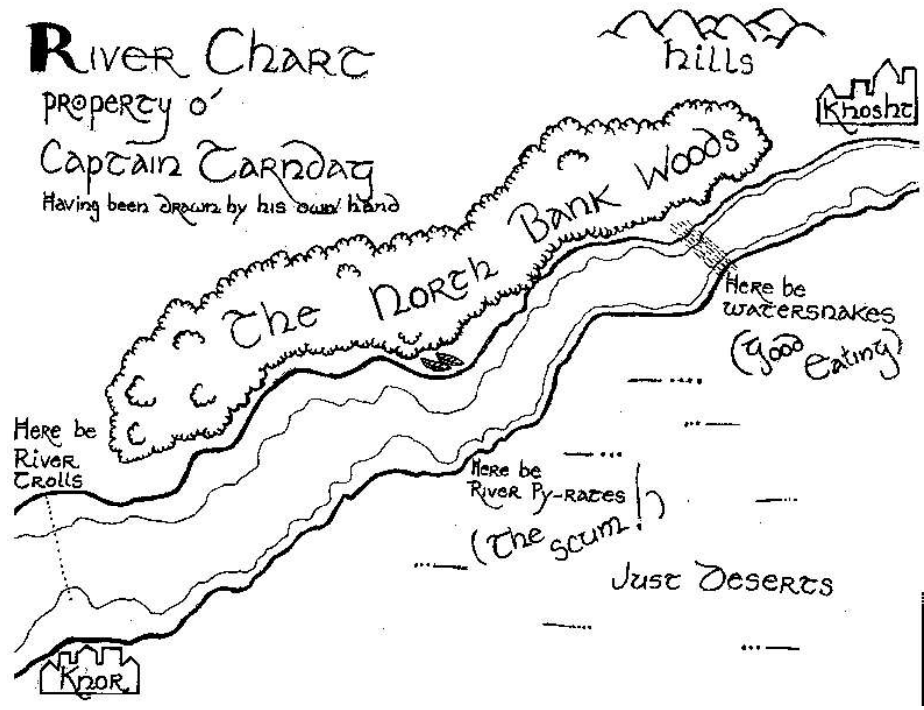 River Chart
property o'
Captain Tarndag
Having been drawn by his own hand
hills
Khosht
The North Bank Woods
Here be
watersnakes
(good eating)
Here be
River
Trolls
Here be
River Py-rates
(The scum!)
Just Deserts
Knor